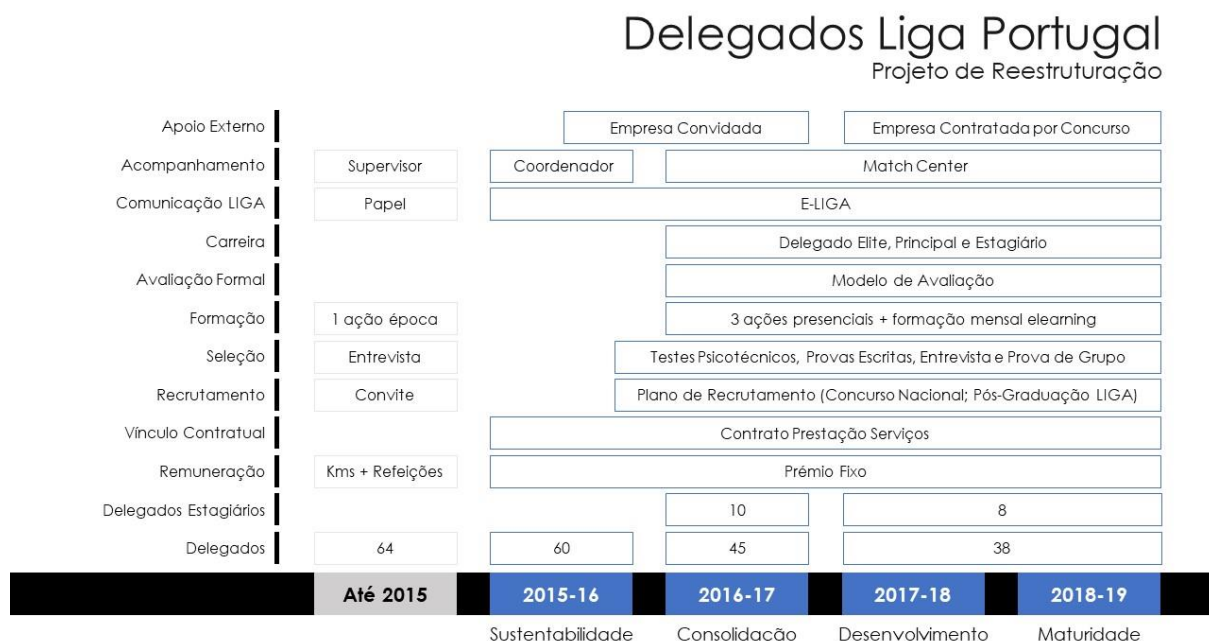 Delegados Liga Portugal
Projeto de Reestruturação
Apoio Externo Empresa Convidada Empresa Contratada por Concurso
Acompanhamento Supervisor Coordenador Match Center
Comunicação LIGA Papel E-LIGA
Carreira Delegado Elite, Principal e Estagiário
Avaliação Formal Modelo de Avaliação
Formação 1 ação época 3 ações presenciais + formação mensal elearning
Seleção Entrevista Testes Psicotécnicos, Provas Escritas, Entrevista e Prova de Grupo
Recrutamento Convite Plano de Recrutamento (Concurso Nacional; Pós-Graduação LIGA)
Vínculo Contratual Contrato Prestação Serviços
Remuneração Kms + Refeições Prémio Fixo
Delegados Estagiários 10 8
Delegados 64 60 45 38
Até 2015 2015-16 2016-17 2017-18 2018-19
Sustentabilidade Consolidação Desenvolvimento Maturidade